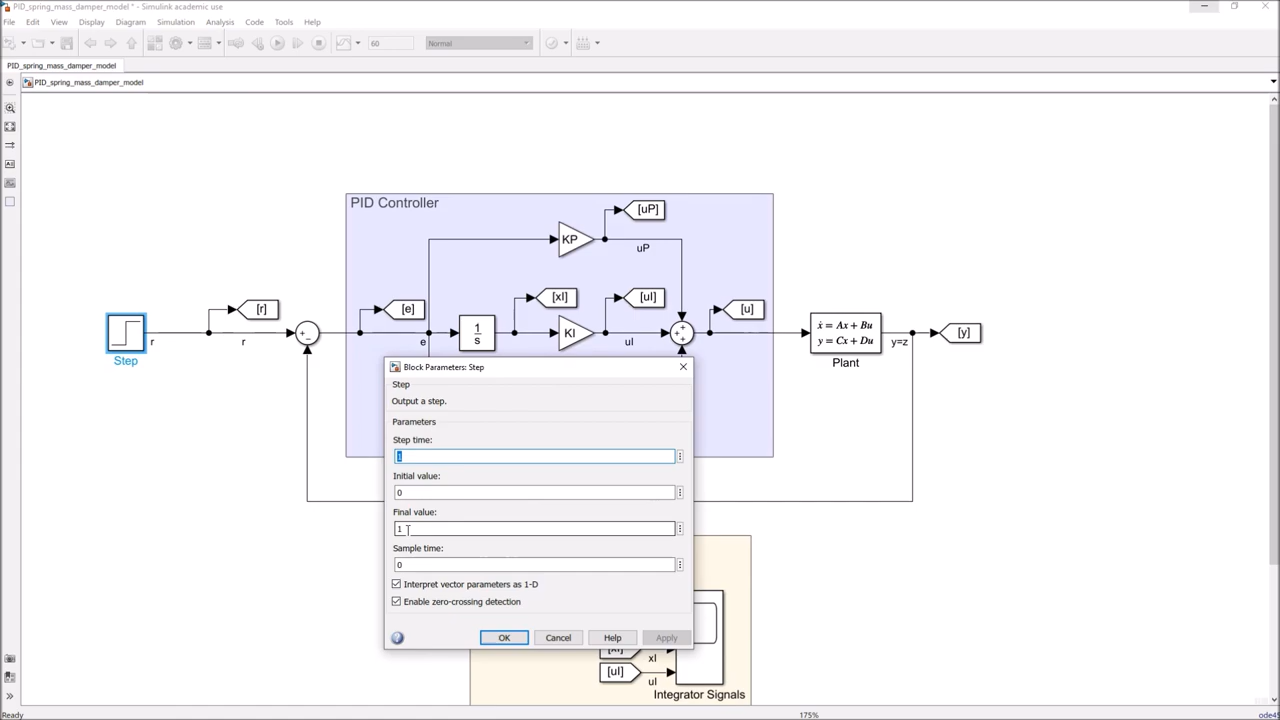 PID_spring_mass_damper_model * - Simulink academic use
File Edit View Display Diagram Simulation Analysis Code Tools Help
60 Normal
PID_spring_mass_damper_model
PID_spring_mass_damper_model
PID Controller
[uP]
KP
uP
[r] [e] [xI] [uI] [u]
1
s
KI
ẋ = Ax + Bu
y = Cx + Du
[y]
r r e uI y=z
Step
Plant
Block Parameters: Step
Step
Output a step.
Parameters
Step time:
1
Initial value:
0
Final value:
1
Sample time:
0
Interpret vector parameters as 1-D
Enable zero-crossing detection
OK Cancel Help Apply
[xI] xI
[uI] uI
Integrator Signals
Ready 175% ode45